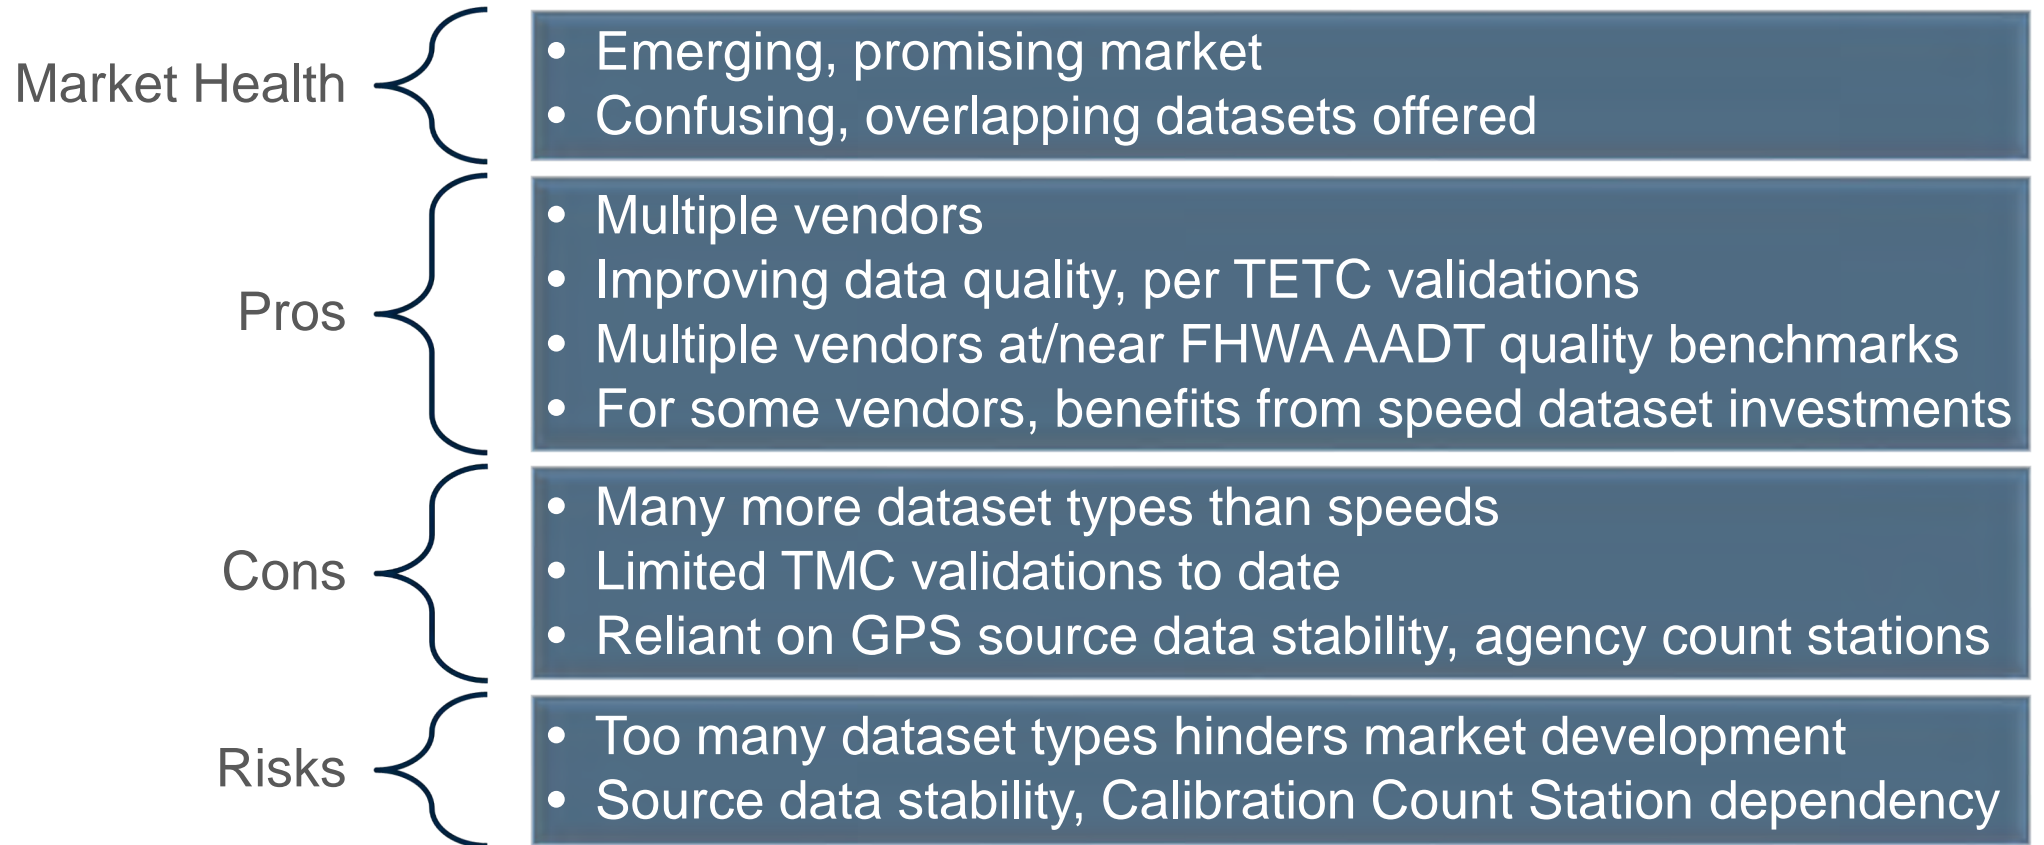 Market Health
• Emerging, promising market
• Confusing, overlapping datasets offered
Pros
• Multiple vendors
• Improving data quality, per TETC validations
• Multiple vendors at/near FHWA AADT quality benchmarks
• For some vendors, benefits from speed dataset investments
Cons
• Many more dataset types than speeds
• Limited TMC validations to date
• Reliant on GPS source data stability, agency count stations
Risks
• Too many dataset types hinders market development
• Source data stability, Calibration Count Station dependency